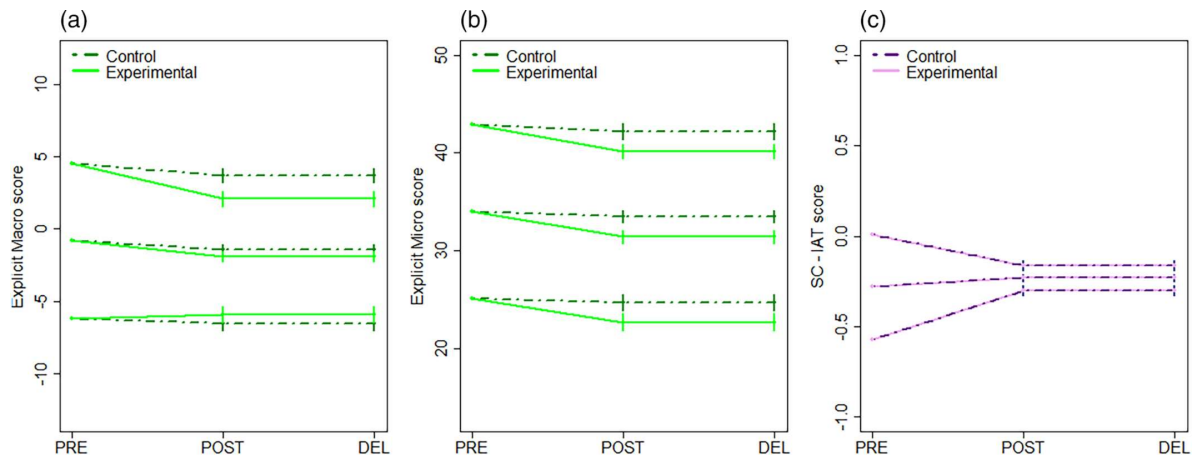 (a)
Control
Experimental
Explicit Macro score
10
5
0
-5
-10
PRE POST DEL
(b)
Control
Experimental
Explicit Micro score
50
40
30
20
PRE POST DEL
(c)
Control
Experimental
SC - IAT score
1.0
0.5
0.0
-0.5
-1.0
PRE POST DEL